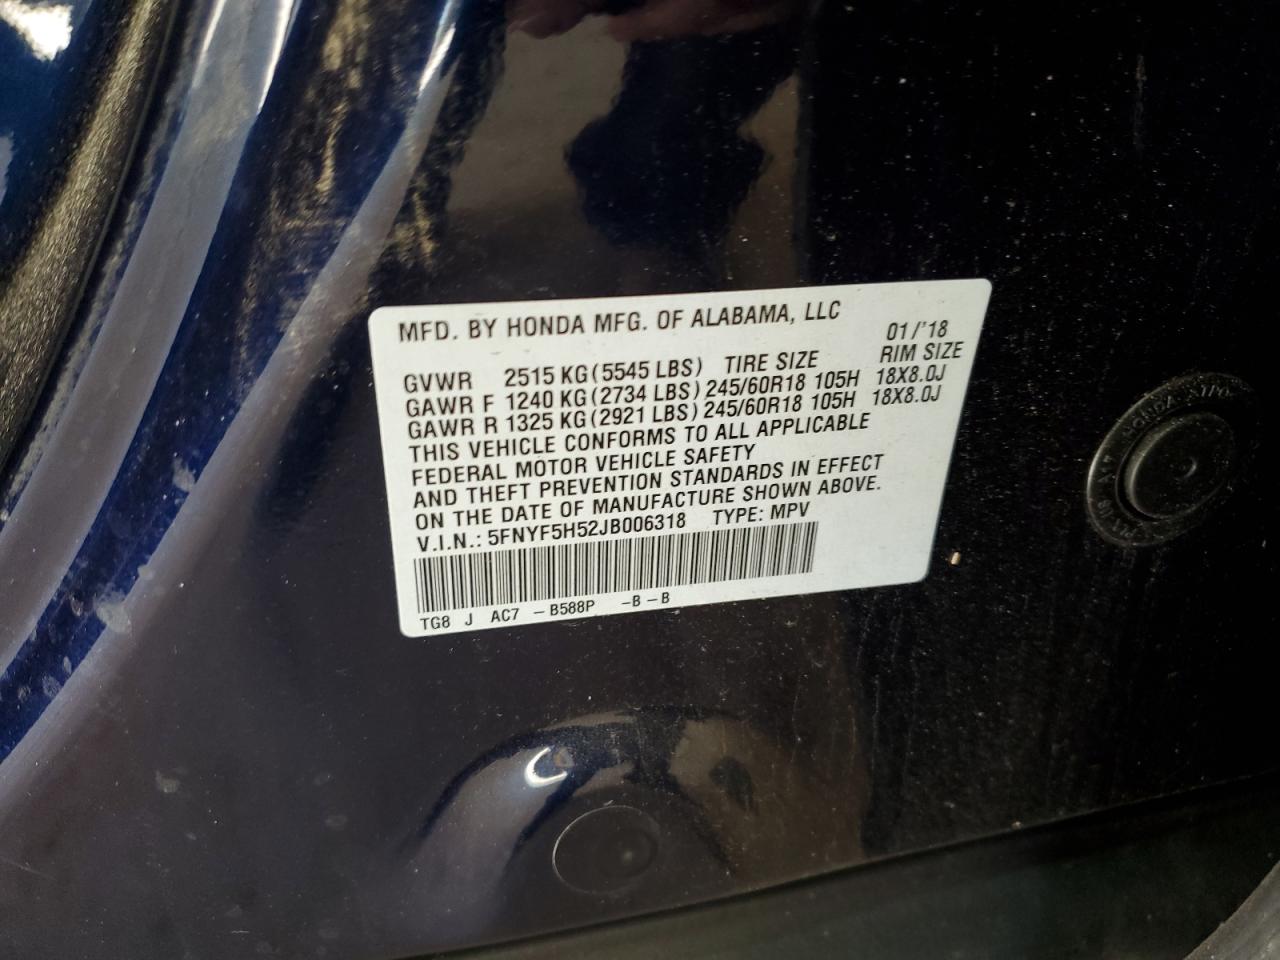 MFD. BY HONDA MFG. OF ALABAMA, LLC
01/'18
GVWR 2515 KG (5545 LBS) TIRE SIZE RIM SIZE
GAWR F 1240 KG (2734 LBS) 245/60R18 105H 18X8.0J
GAWR R 1325 KG (2921 LBS) 245/60R18 105H 18X8.0J
THIS VEHICLE CONFORMS TO ALL APPLICABLE
FEDERAL MOTOR VEHICLE SAFETY
AND THEFT PREVENTION STANDARDS IN EFFECT
ON THE DATE OF MANUFACTURE SHOWN ABOVE.
V.I.N.: 5FNYF5H52JB006318 TYPE: MPV
TG8 J AC7 – B588P –B – B
HONDA